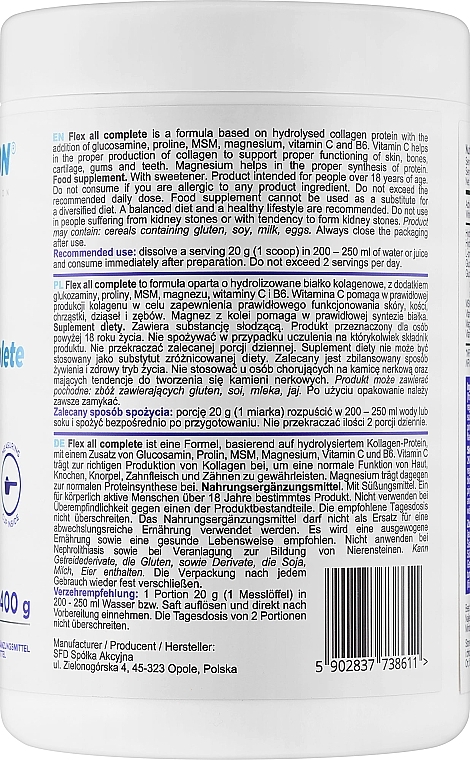 EN Flex all complete is a formula based on hydrolysed collagen protein with the
addition of glucosamine, proline, MSM, magnesium, vitamin C and B6. Vitamin C helps
in the proper production of collagen to support proper functioning of skin, bones,
cartilage, gums and teeth. Magnesium helps in the proper synthesis of protein.
Food supplement. With sweetener. Product intended for people over 18 years of age.
Do not consume if you are allergic to any product ingredient. Do not exceed the
recommended daily dose. Food supplement cannot be used as a substitute for
a diversified diet. A balanced diet and a healthy lifestyle are recommended. Do not use
in people suffering from kidney stones or with tendency to form kidney stones. Product
may contain: cereals containing gluten, soy, milk, eggs. Always close the packaging
after use.
Recommended use: dissolve a serving 20 g (1 scoop) in 200 – 250 ml of water or juice
and consume immediately after preparation. Do not exceed 2 servings per day.
PL Flex all complete to formuła oparta o hydrolizowane białko kolagenowe, z dodatkiem
glukozaminy, proliny, MSM, magnezu, witaminy C i B6. Witamina C pomaga w prawidłowej
produkcji kolagenu w celu zapewnienia prawidłowego funkcjonowania skóry, kości,
chrząstki, dziąseł i zębów. Magnez z kolei pomaga w prawidłowej syntezie białka.
Suplement diety. Zawiera substancję słodzącą. Produkt przeznaczony dla osób
powyżej 18 roku życia. Nie spożywać w przypadku uczulenia na którykolwiek składnik
produktu. Nie przekraczać zalecanej porcji dziennej. Suplement diety nie może być
stosowany jako substytut zróżnicowanej diety. Zalecany jest zbilansowany sposób
żywienia i zdrowy tryb życia. Nie stosować u osób chorujących na kamicę nerkową oraz
mających tendencje do tworzenia się kamieni nerkowych. Produkt może zawierać
pochodne: zbóż zawierających gluten, soi, mleka, jaj. Po użyciu opakowanie należy
zawsze zamykać.
Zalecany sposób spożycia: porcję 20 g (1 miarka) rozpuścić w 200 – 250 ml wody lub
soku i spożyć bezpośrednio po przygotowaniu. Nie przekraczać ilości 2 porcji dziennie.
DE Flex all complete ist eine Formel, basierend auf hydrolysiertem Kollagen-Protein,
mit einem Zusatz von Glucosamin, Prolin, MSM, Magnesium, Vitamin C und B6. Vitamin C
trägt zur richtigen Produktion von Kollagen bei, um eine normale Funktion von Haut,
Knochen, Knorpel, Zahnfleisch und Zähnen zu gewährleisten. Magnesium trägt dagegen
zur normalen Proteinsynthese bei. Nahrungsergänzungsmittel. Mit Süßungsmittel. Ein
für körperlich aktive Menschen über 18 Jahre bestimmtes Produkt. Nicht verwenden bei
Überempfindlichkeit gegen einen der Produktbestandteile. Die empfohlene Tagesdosis
nicht überschreiten. Das Nahrungsergänzungsmittel darf nicht als Ersatz für eine
abwechslungsreiche Ernährung verwendet werden. Es wird eine ausgewogene
Ernährung sowie eine gesunde Lebensweise empfohlen. Nicht anwenden bei
Nephrolithiasis sowie bei Veranlagung zur Bildung von Nierensteinen. Kann
Getreidederivate, die Gluten, sowie Derivate, die Soja,
Milch, Eier enthalten. Die Verpackung nach jedem
Gebrauch wieder fest verschließen.
Verzehrempfehlung: 1 Portion 20 g (1 Messlöffel) in
200 - 250 ml Wasser bzw. Saft auflösen und direkt nach
Vorbereitung einnehmen. Die Tagesdosis von 2 Portionen
nicht überschreiten.
Manufacturer / Producent / Hersteller:
SFD Spółka Akcyjna
ul. Zielonogórska 4, 45-323 Opole, Polska
5 902837 738611 >
lete
400 g